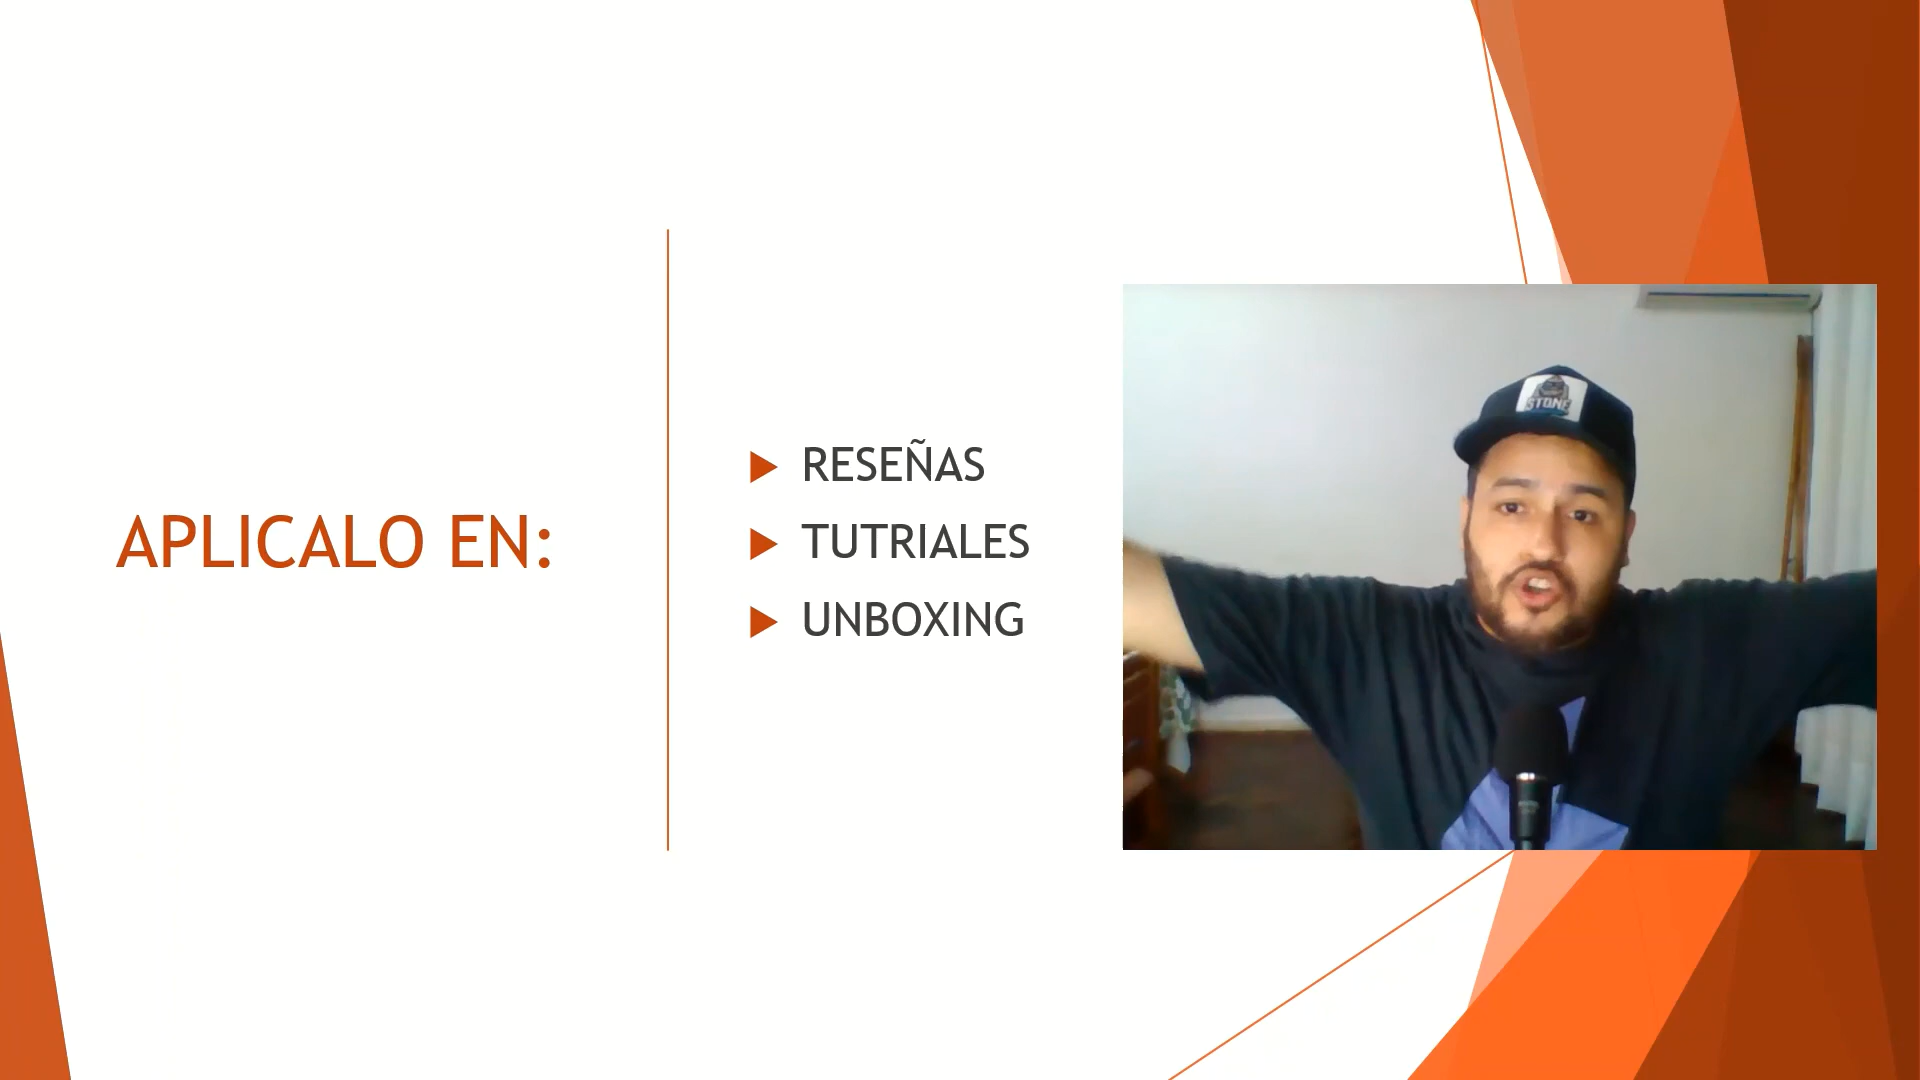 APLICALO EN:
RESEÑAS
TUTRIALES
UNBOXING
STONE